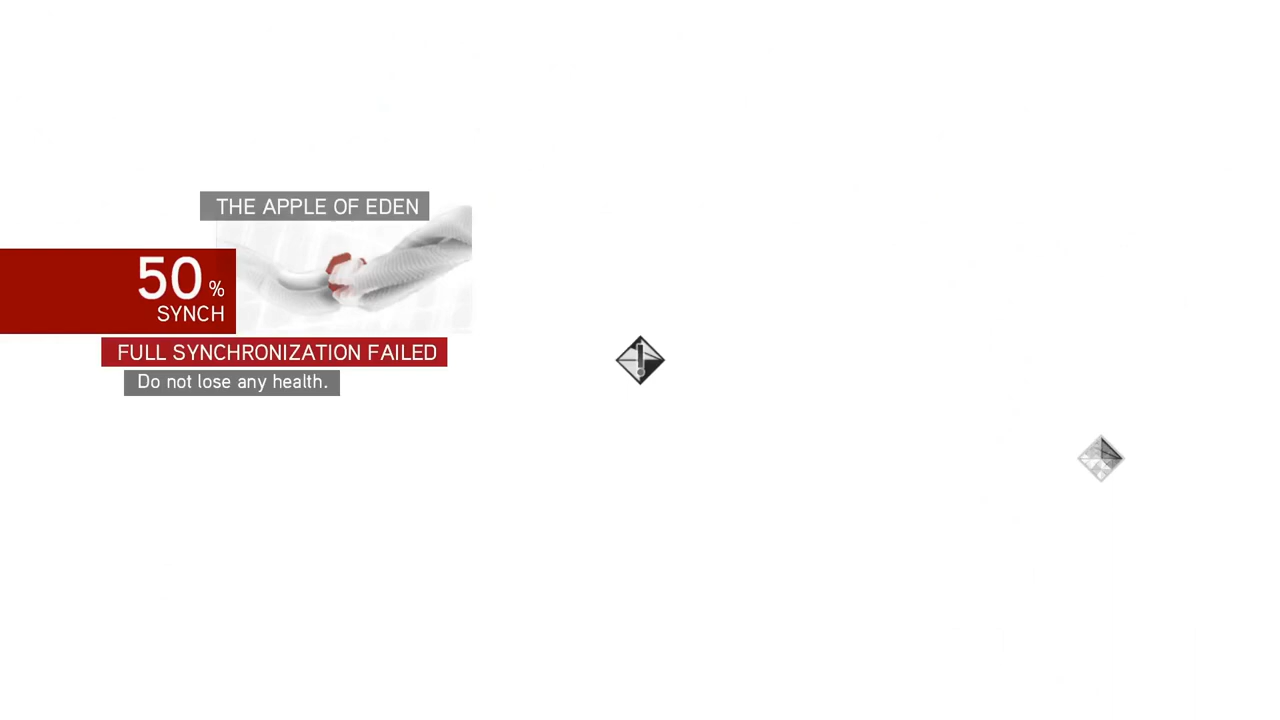 THE APPLE OF EDEN
50 %
SYNCH
FULL SYNCHRONIZATION FAILED
Do not lose any health.